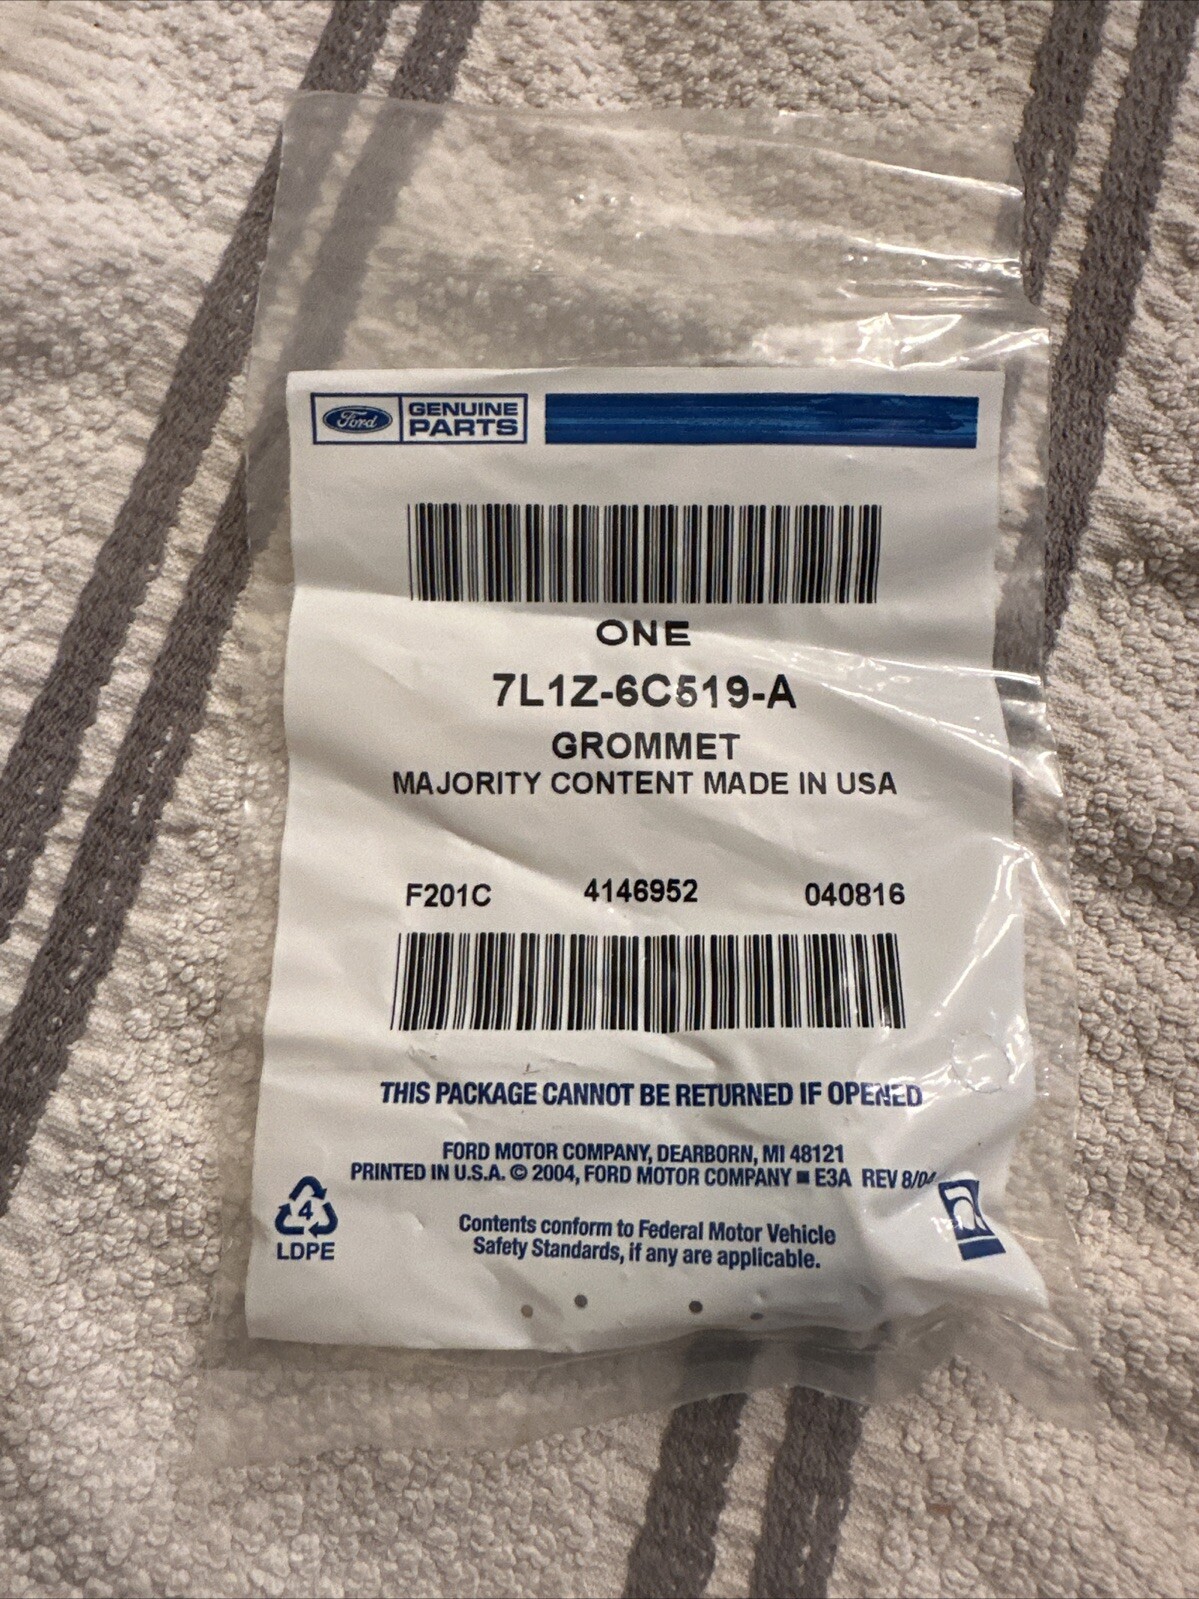 Ford GENUINE
PARTS
ONE
7L1Z-6C519-A
GROMMET
MAJORITY CONTENT MADE IN USA
F201C 4146952 040816
THIS PACKAGE CANNOT BE RETURNED IF OPENED
FORD MOTOR COMPANY, DEARBORN, MI 48121
PRINTED IN U.S.A. © 2004, FORD MOTOR COMPANY ■ E3A REV 8/04
4
LDPE
Contents conform to Federal Motor Vehicle
Safety Standards, if any are applicable.